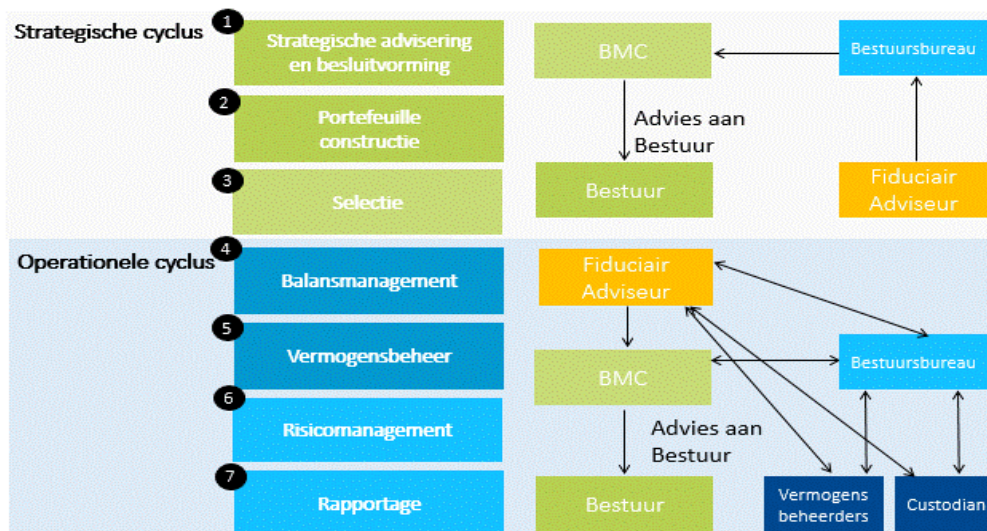 Strategische cyclus
1
Strategische advisering
en besluitvorming
2
Portefeuille
constructie
3
Selectie
BMC
Bestuursbureau
Advies aan
Bestuur
Bestuur
Fiduciair
Adviseur
Operationele cyclus
4
Balansmanagement
5
Vermogensbeheer
6
Risicomanagement
7
Rapportage
Fiduciair
Adviseur
BMC
Bestuursbureau
Advies aan
Bestuur
Bestuur
Vermogens
beheerders
Custodian